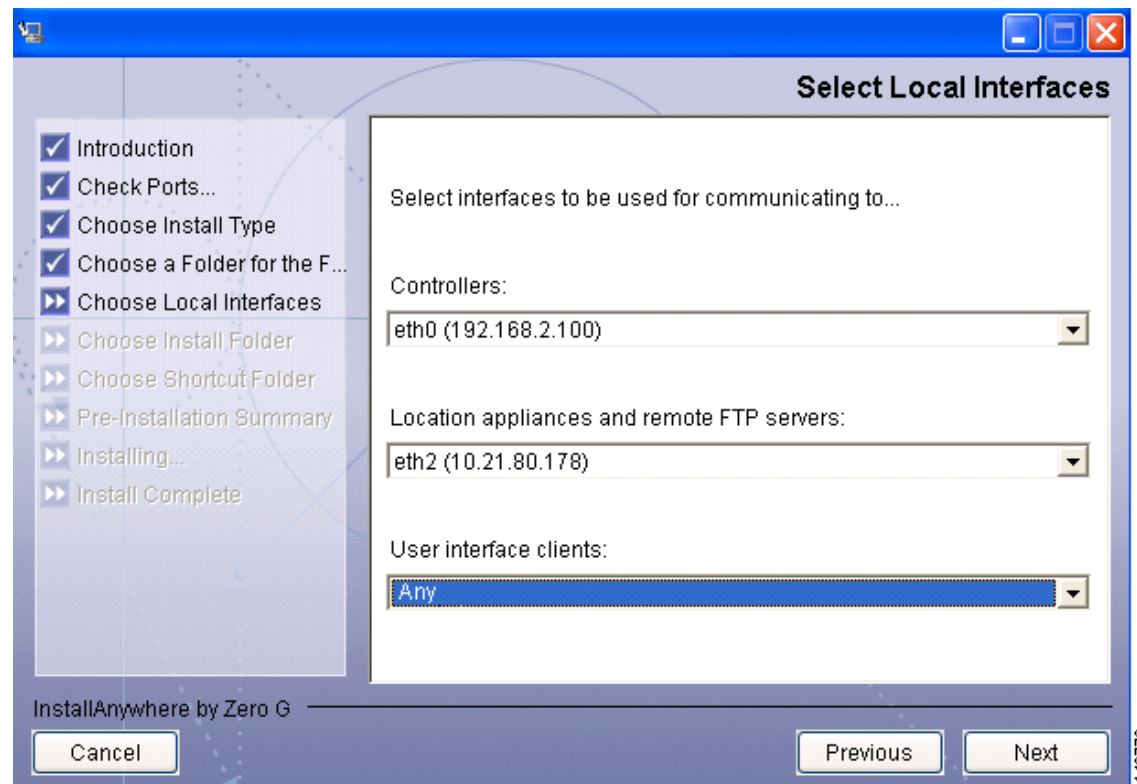 Select Local Interfaces
Introduction
Check Ports...
Choose Install Type
Choose a Folder for the F...
Choose Local Interfaces
Choose Install Folder
Choose Shortcut Folder
Pre-Installation Summary
Installing...
Install Complete
Select interfaces to be used for communicating to...
Controllers:
eth0 (192.168.2.100)
Location appliances and remote FTP servers:
eth2 (10.21.80.178)
User interface clients:
Any
InstallAnywhere by Zero G
Cancel
Previous
Next